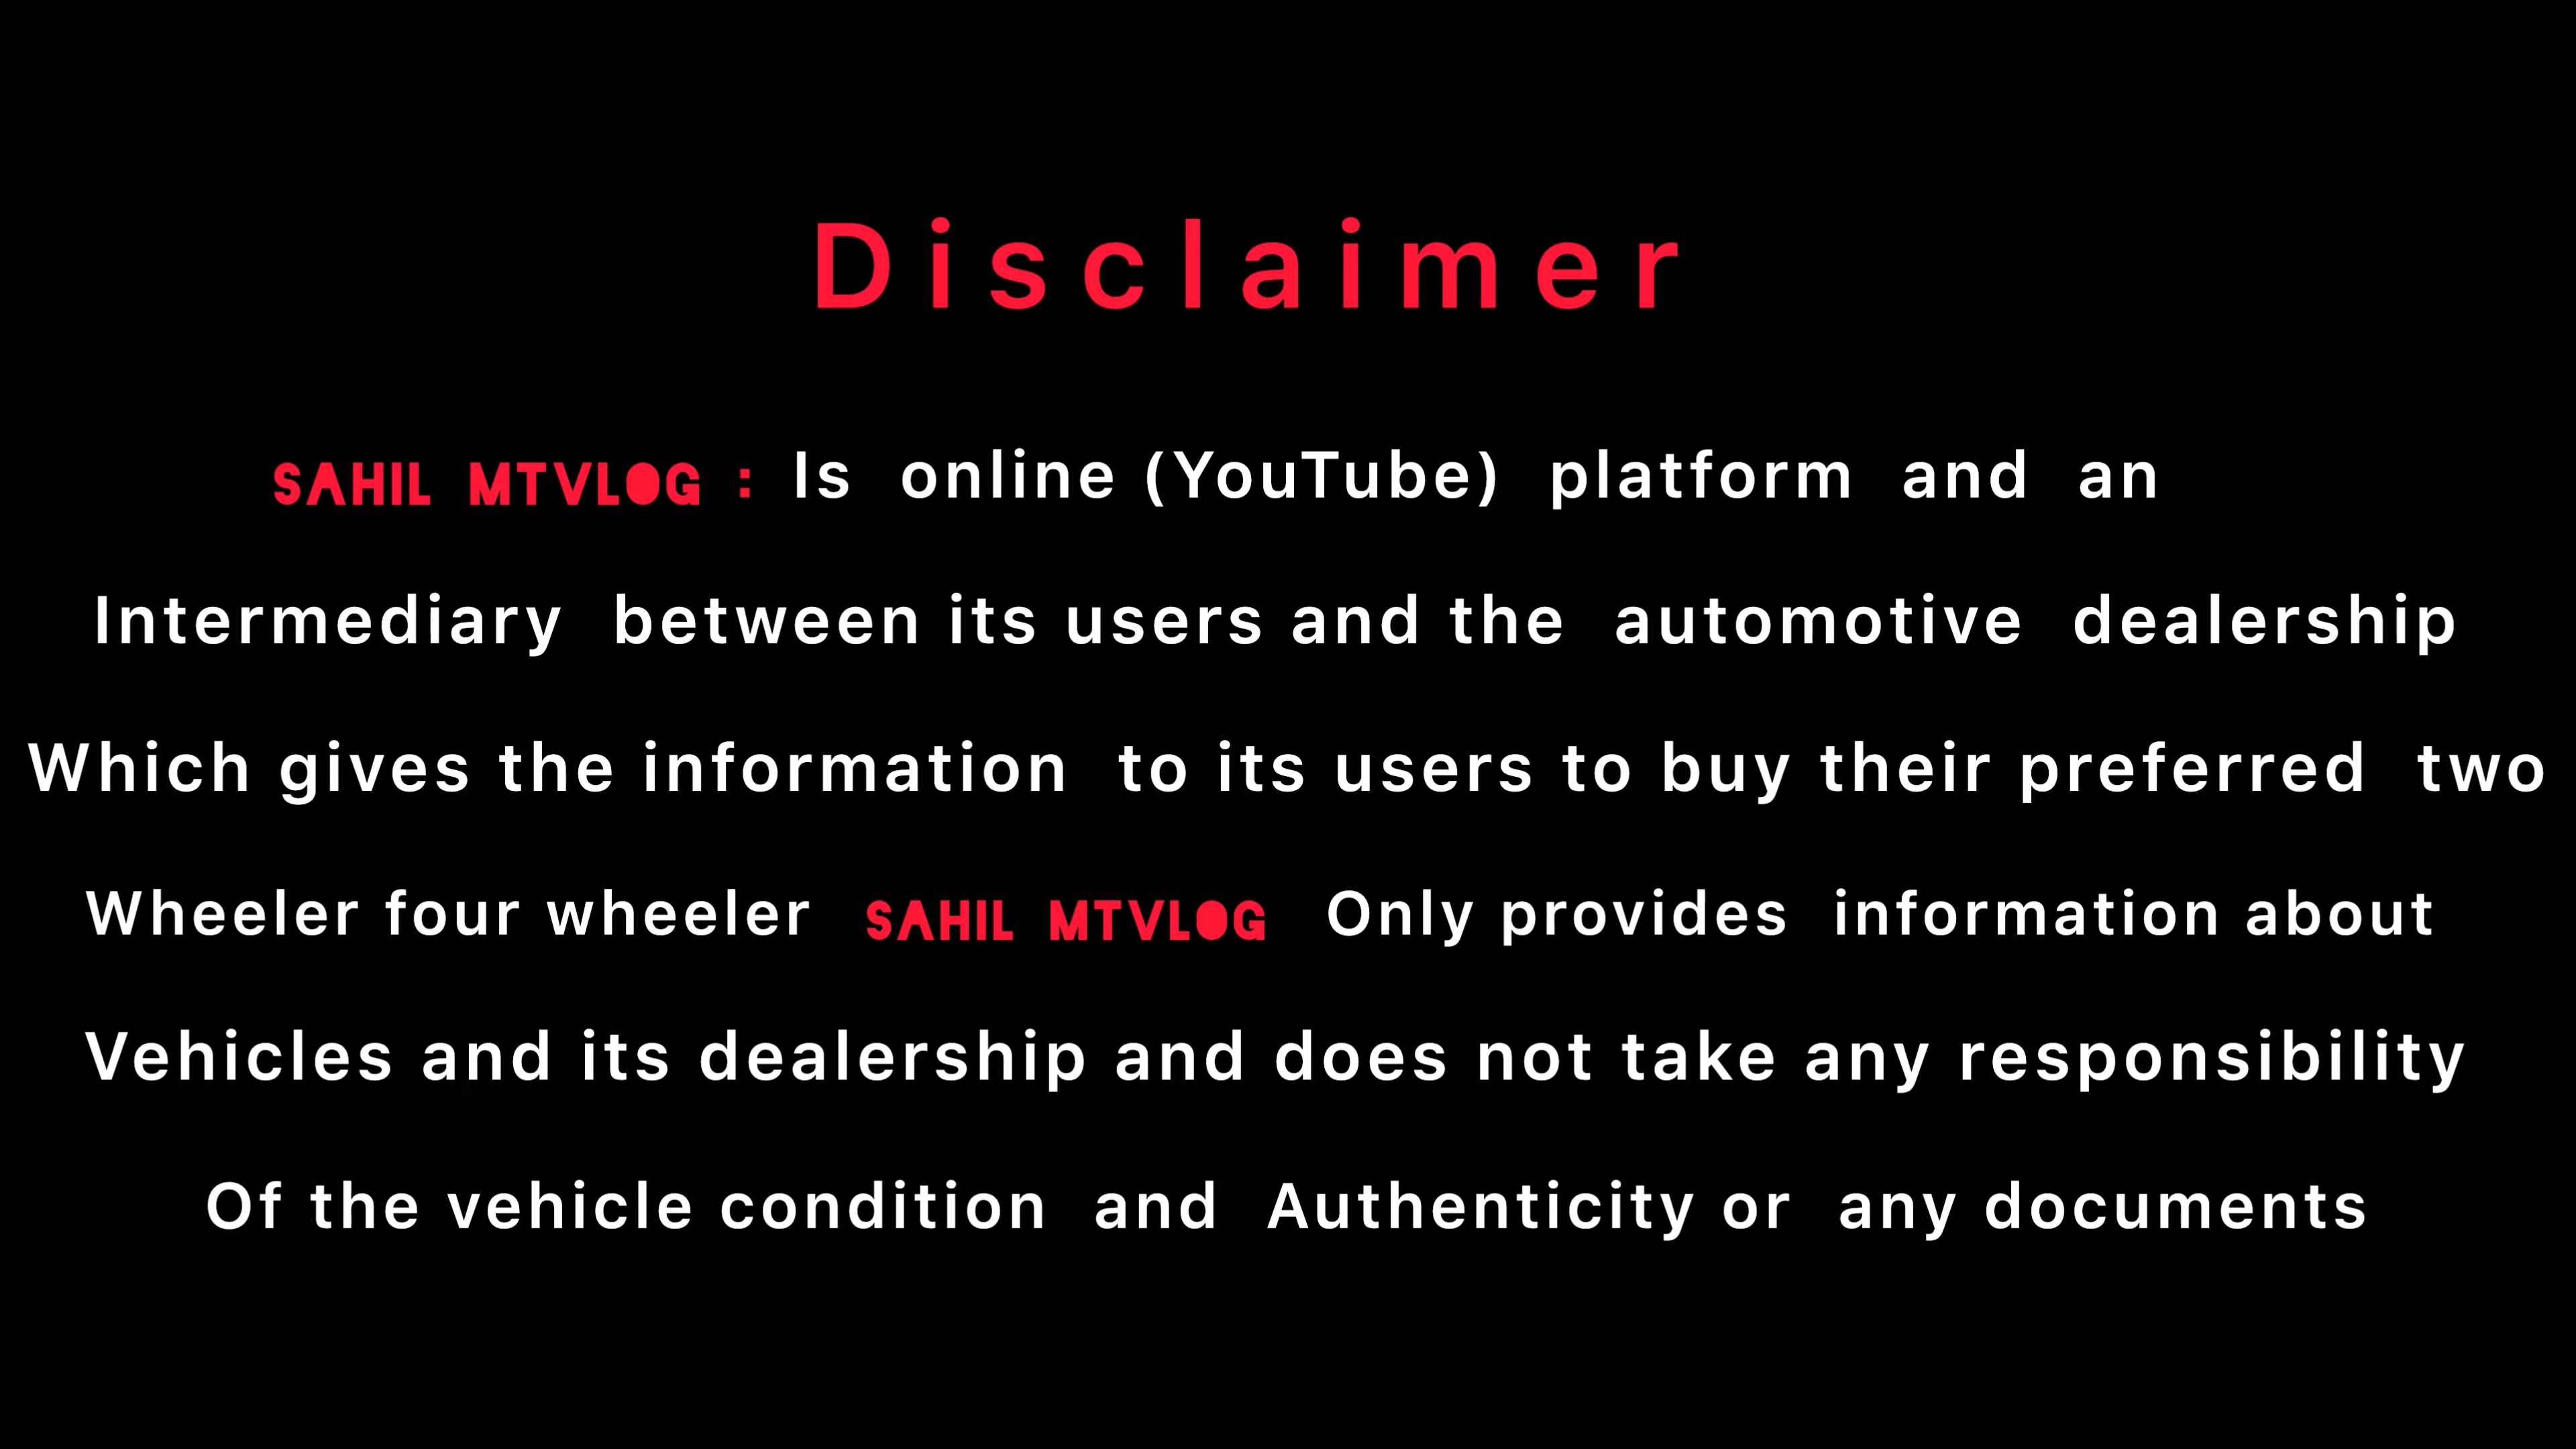 Disclaimer
SAHIL MTVLOG : Is online (YouTube) platform and an
Intermediary between its users and the automotive dealership
Which gives the information to its users to buy their preferred two
Wheeler four wheeler SAHIL MTVLOG Only provides information about
Vehicles and its dealership and does not take any responsibility
Of the vehicle condition and Authenticity or any documents